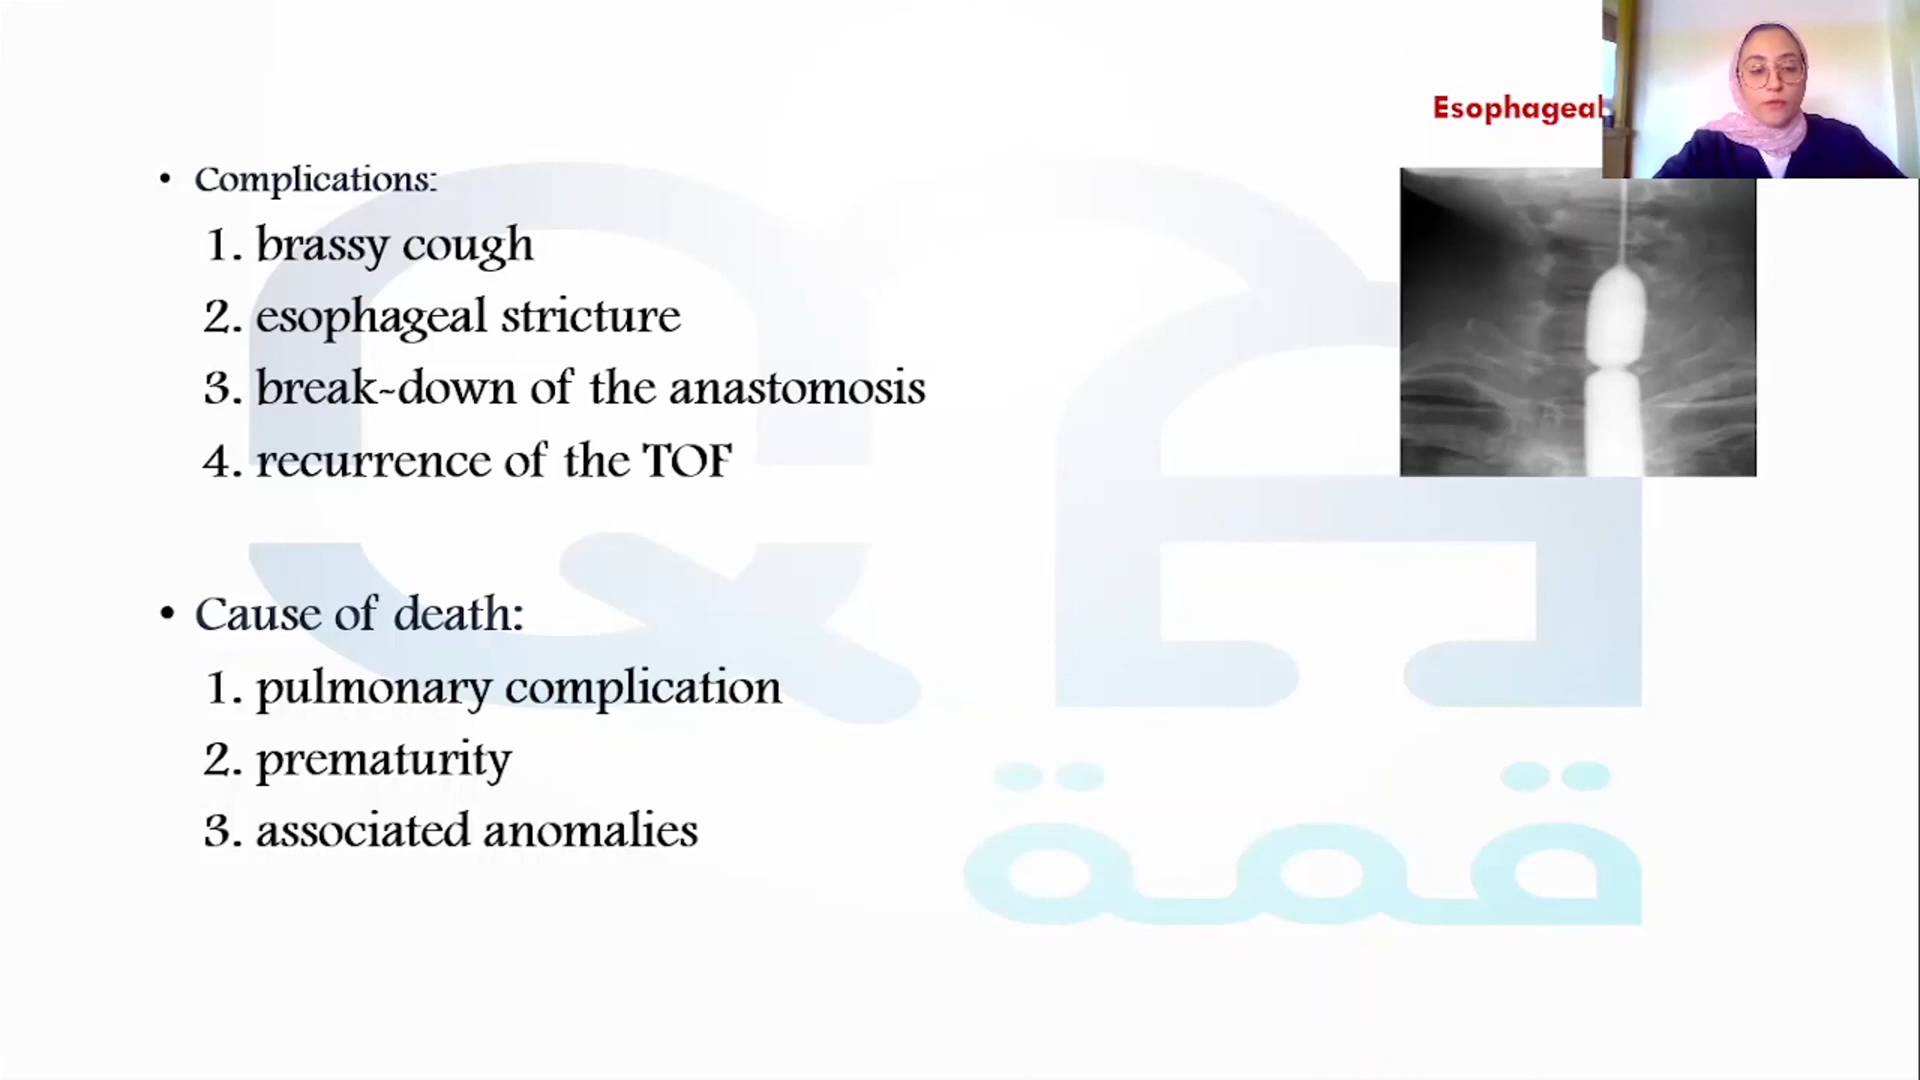 Esophageal
• Complications:
1. brassy cough
2. esophageal stricture
3. break-down of the anastomosis
4. recurrence of the TOF
• Cause of death:
1. pulmonary complication
2. prematurity
3. associated anomalies
قمة